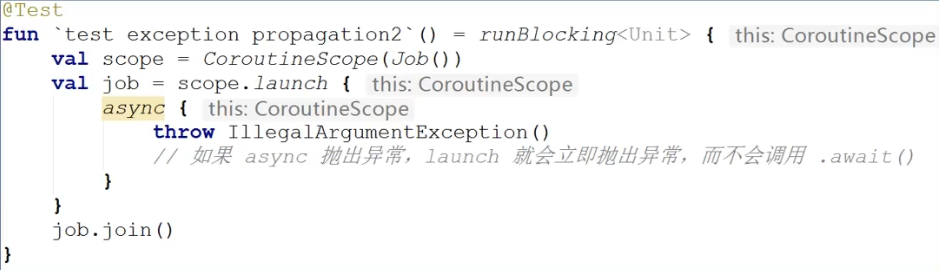 @Test
fun `test exception propagation2`() = runBlocking<Unit> { this: CoroutineScope
val scope = CoroutineScope(Job())
val job = scope.launch { this: CoroutineScope
async { this: CoroutineScope
throw IllegalArgumentException()
// 如果 async 抛出异常，launch 就会立即抛出异常，而不会调用 .await()
}
}
job.join()
}